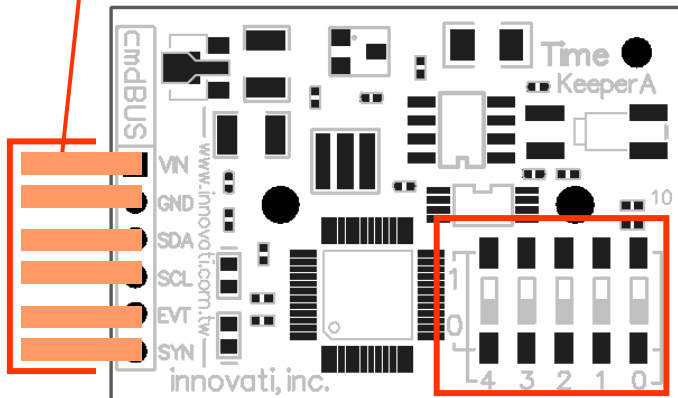 cmdBUS
Time
KeeperA
VIN
GND
SDA
SCL
EVT
SYN
www.innovati.com.tw
10
1
0
4 3 2 1 0
innovati, inc.